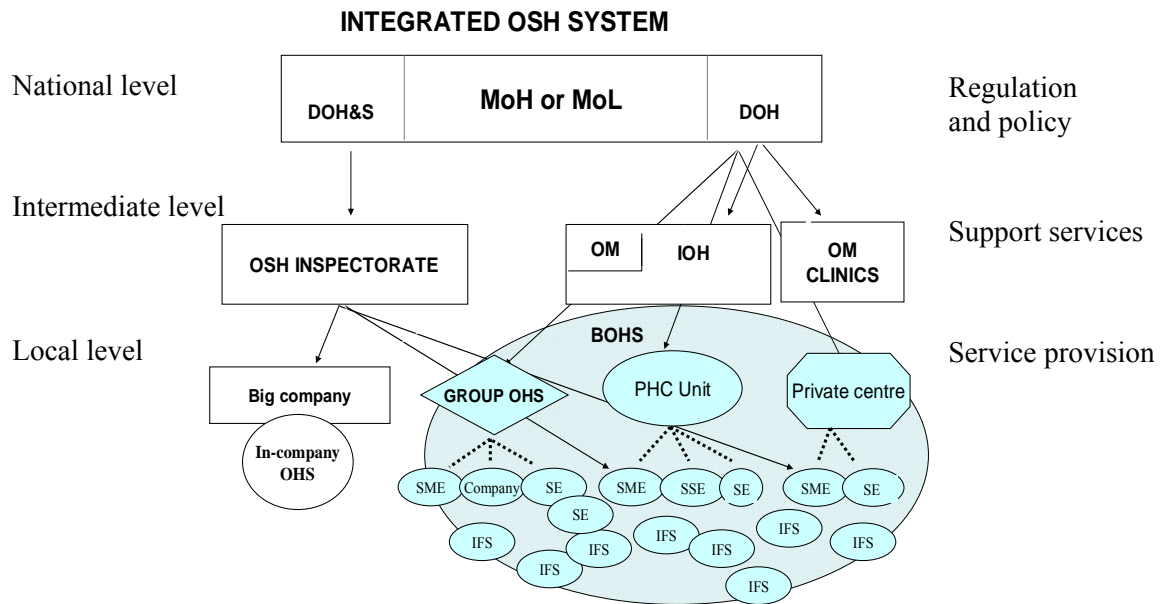 INTEGRATED OSH SYSTEM
National level
DOH&S
MoH or MoL
DOH
Regulation
and policy
Intermediate level
OSH INSPECTORATE
OM
IOH
OM
CLINICS
Support services
Local level
BOHS
Service provision
Big company
In-company
OHS
GROUP OHS
PHC Unit
Private centre
SME
Company
SE
SE
SME
SSE
SE
SME
SE
IFS
IFS
IFS
IFS
IFS
IFS
IFS
IFS